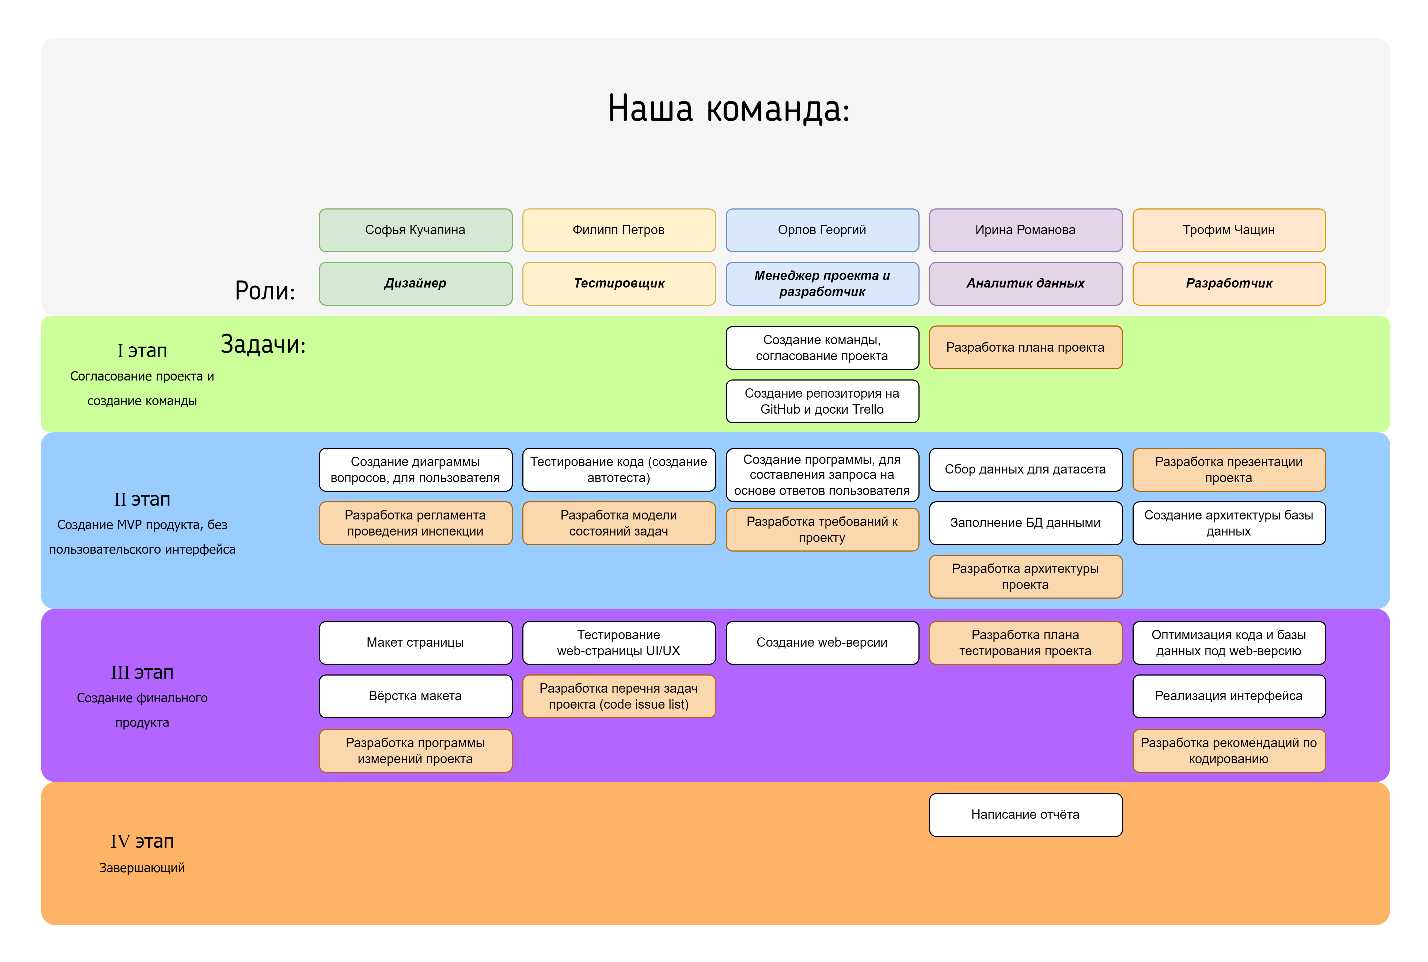 Наша команда:
Софья Кучапина
Филипп Петров
Орлов Георгий
Ирина Романова
Трофим Чащин
Роли:
Дизайнер
Тестировщик
Менеджер проекта и
разработчик
Аналитик данных
Разработчик
I этап
Согласование проекта и
создание команды
Задачи:
Создание команды,
согласование проекта
Разработка плана проекта
Создание репозитория на
GitHub и доски Trello
II этап
Создание MVP продукта, без
пользовательского интерфейса
Создание диаграммы
вопросов, для пользователя
Тестирование кода (создание
автотеста)
Создание программы, для
составления запроса на
основе ответов пользователя
Сбор данных для датасета
Разработка презентации
проекта
Разработка регламента
проведения инспекции
Разработка модели
состояний задач
Разработка требований к
проекту
Заполнение БД данными
Создание архитектуры базы
данных
Разработка архитектуры
проекта
III этап
Создание финального
продукта
Макет страницы
Тестирование
web-страницы UI/UX
Создание web-версии
Разработка плана
тестирования проекта
Оптимизация кода и базы
данных под web-версию
Вёрстка макета
Разработка перечня задач
проекта (code issue list)
Реализация интерфейса
Разработка программы
измерений проекта
Разработка рекомендаций по
кодированию
IV этап
Завершающий
Написание отчёта